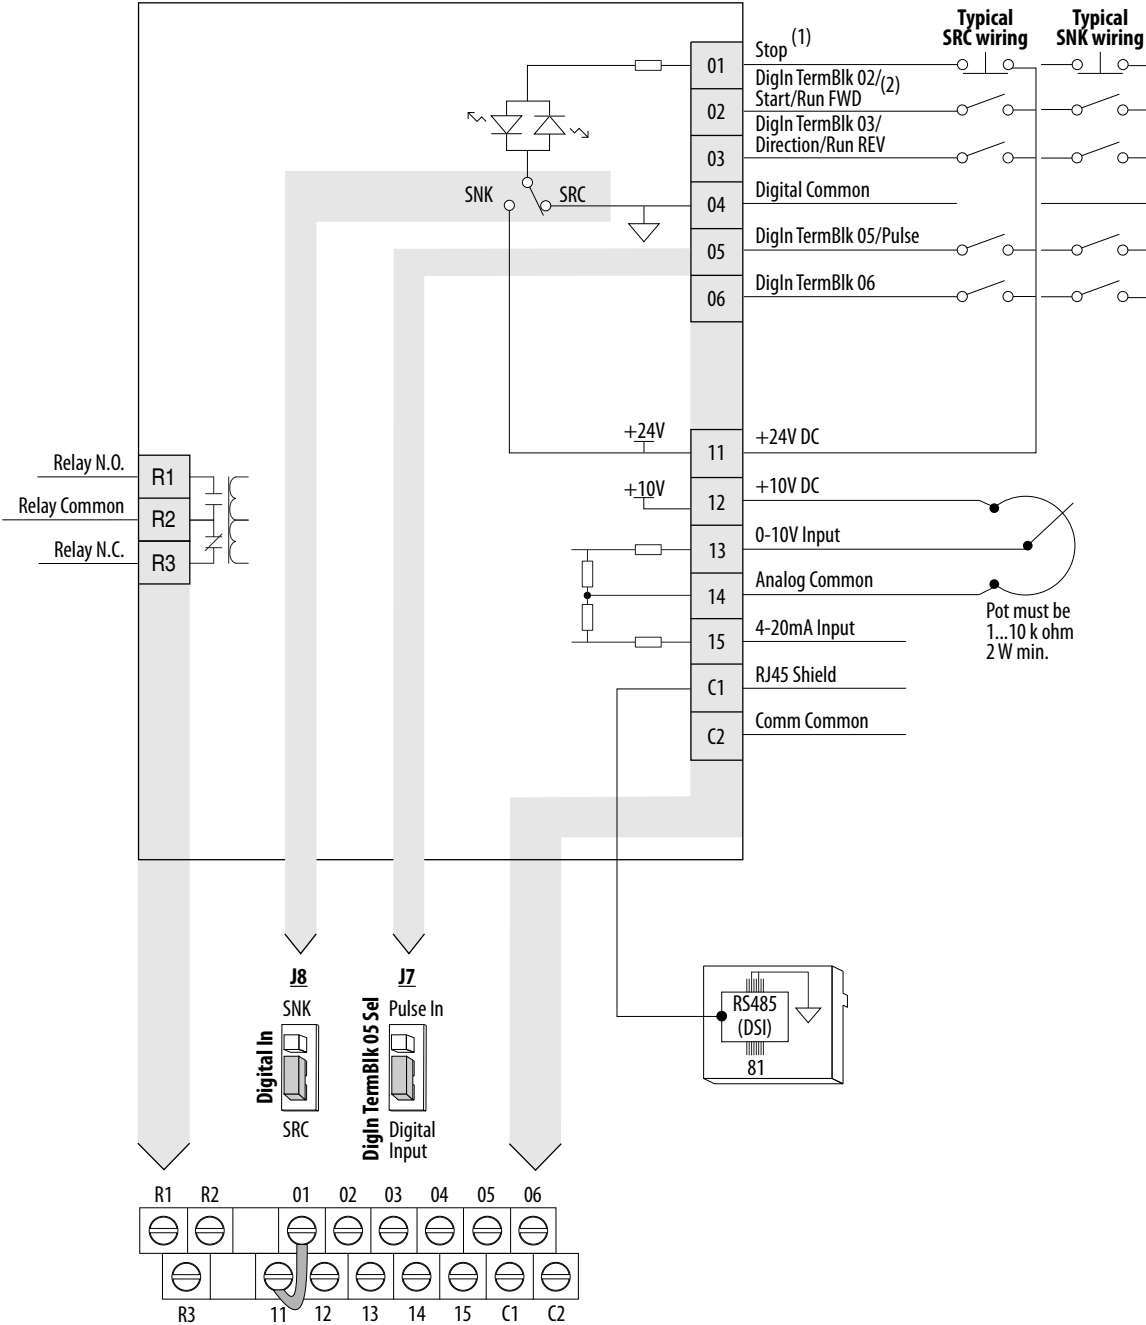 Typical
SRC wiring
Typical
SNK wiring
01
Stop (1)
02
DigIn TermBlk 02/(2)
Start/Run FWD
03
DigIn TermBlk 03/
Direction/Run REV
SNK
SRC
04
Digital Common
05
DigIn TermBlk 05/Pulse
06
DigIn TermBlk 06
+24V
11
+24V DC
+10V
12
+10V DC
13
0-10V Input
14
Analog Common
15
4-20mA Input
C1
RJ45 Shield
C2
Comm Common
Pot must be
1...10 k ohm
2 W min.
Relay N.O.
R1
Relay Common
R2
Relay N.C.
R3
J8
SNK
Digital In
SRC
J7
Pulse In
DigIn TermBlk 05 Sel
Digital
Input
RS485
(DSI)
81
R1 R2 01 02 03 04 05 06
R3 11 12 13 14 15 C1 C2